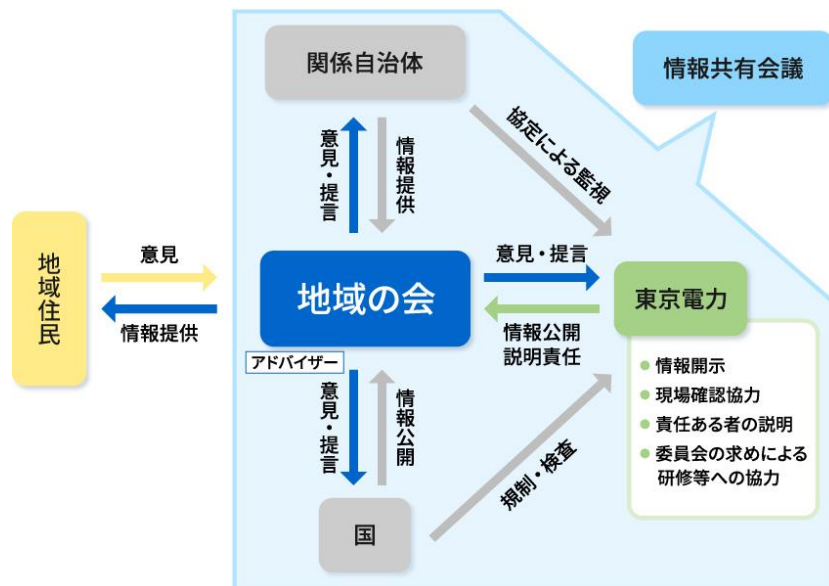 関係自治体
情報共有会議
意見・提言
情報提供
協定による監視
地域住民
意見
情報提供
地域の会
アドバイザー
意見・提言
情報公開
説明責任
東京電力
情報開示
現場確認協力
責任ある者の説明
委員会の求めによる
研修等への協力
意見・提言
情報公開
規制・検査
国